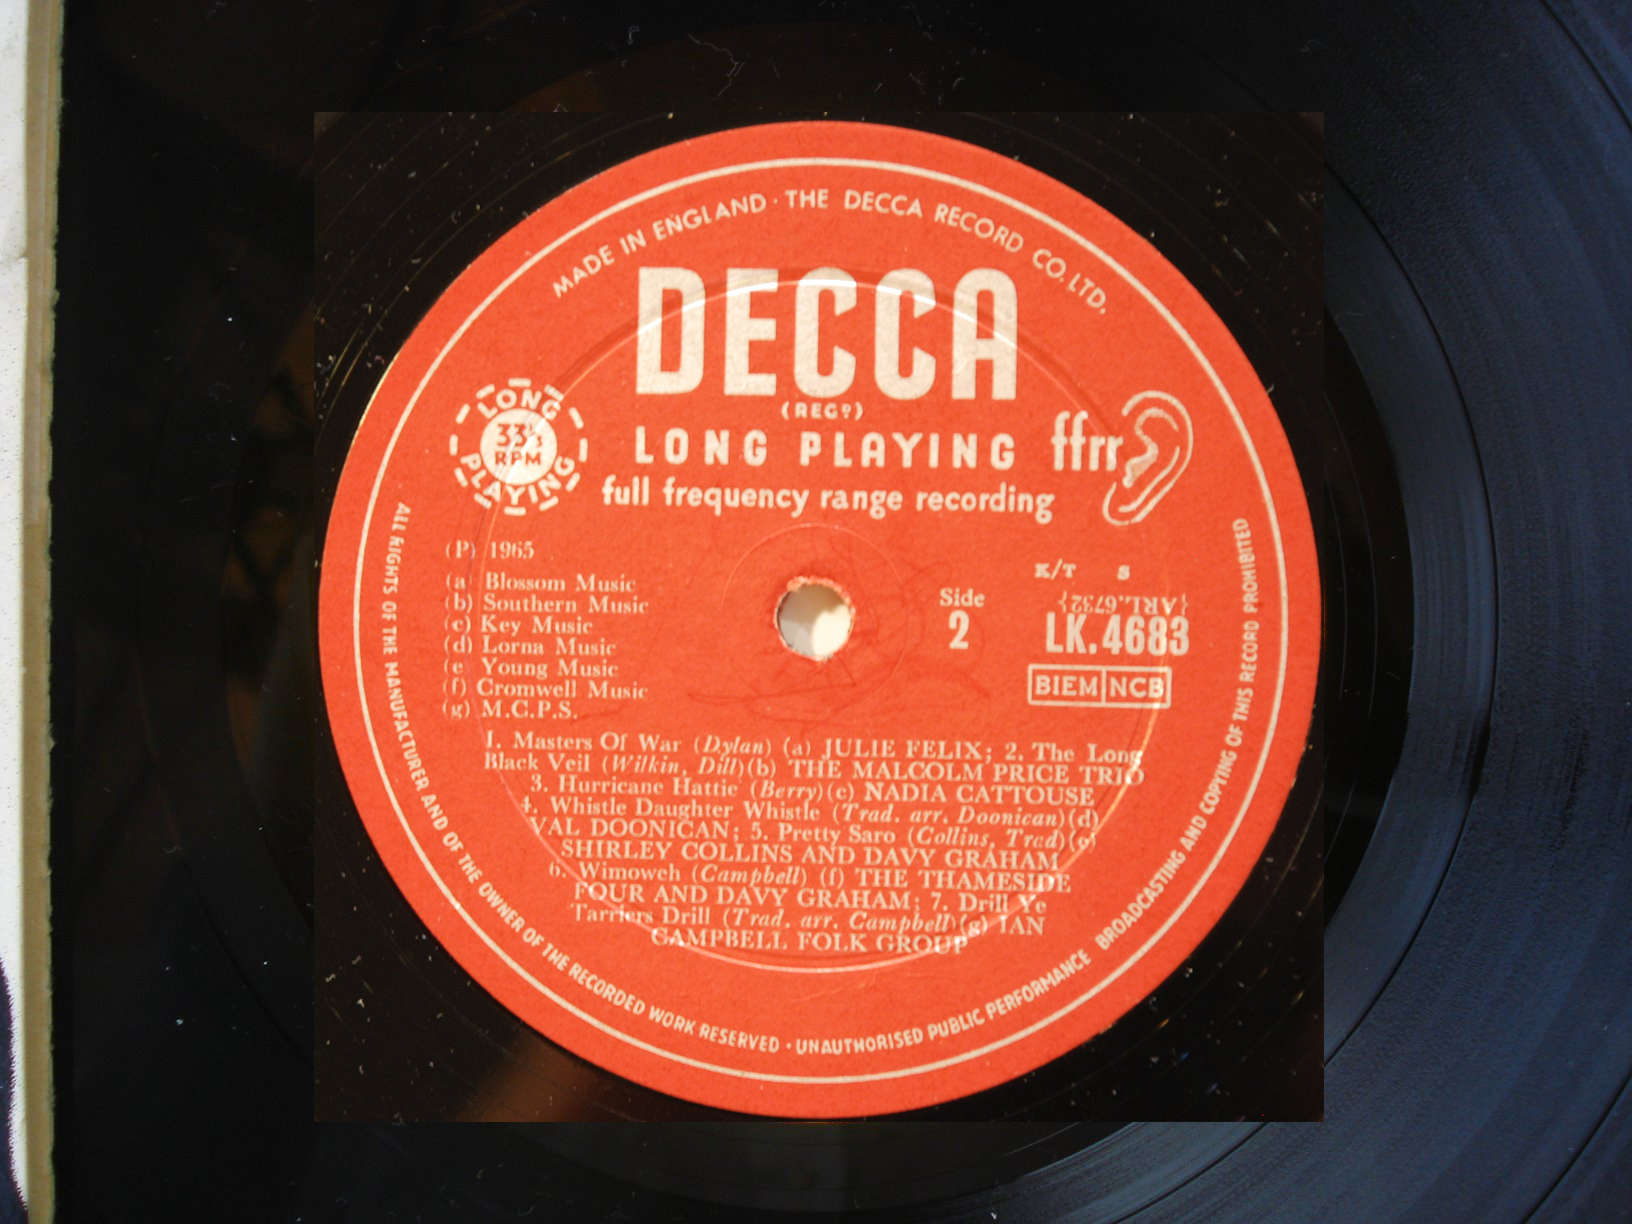 MADE IN ENGLAND · THE DECCA RECORD CO. LTD.
DECCA
(REGD)
LONG PLAYING
ffrr
full frequency range recording
LONG
33⅓
RPM
PLAYING
(P) 1965
(a) Blossom Music
(b) Southern Music
(c) Key Music
(d) Lorna Music
(e Young Music
(f) Cromwell Music
(g) M.C.P.S.
K/T S
Side
2
{ARL.6732}
LK.4683
BIEM NCB
1. Masters Of War (Dylan) (a) JULIE FELIX; 2. The Long
Black Veil (Wilkin, Dill)(b) THE MALCOLM PRICE TRIO
3. Hurricane Hattie (Berry)(c) NADIA CATTOUSE
4. Whistle Daughter Whistle (Trad. arr. Doonican)(d)
VAL DOONICAN; 5. Pretty Saro (Collins, Trad)(e)
SHIRLEY COLLINS AND DAVY GRAHAM
6. Wimoweh (Campbell) (f) THE THAMESIDE
FOUR AND DAVY GRAHAM; 7. Drill Ye
Tarriers Drill (Trad. arr. Campbell)(g) IAN
CAMPBELL FOLK GROUP
ALL RIGHTS OF THE MANUFACTURER AND OF THE OWNER OF THE RECORDED WORK RESERVED · UNAUTHORISED PUBLIC PERFORMANCE BROADCASTING AND COPYING OF THIS RECORD PROHIBITED